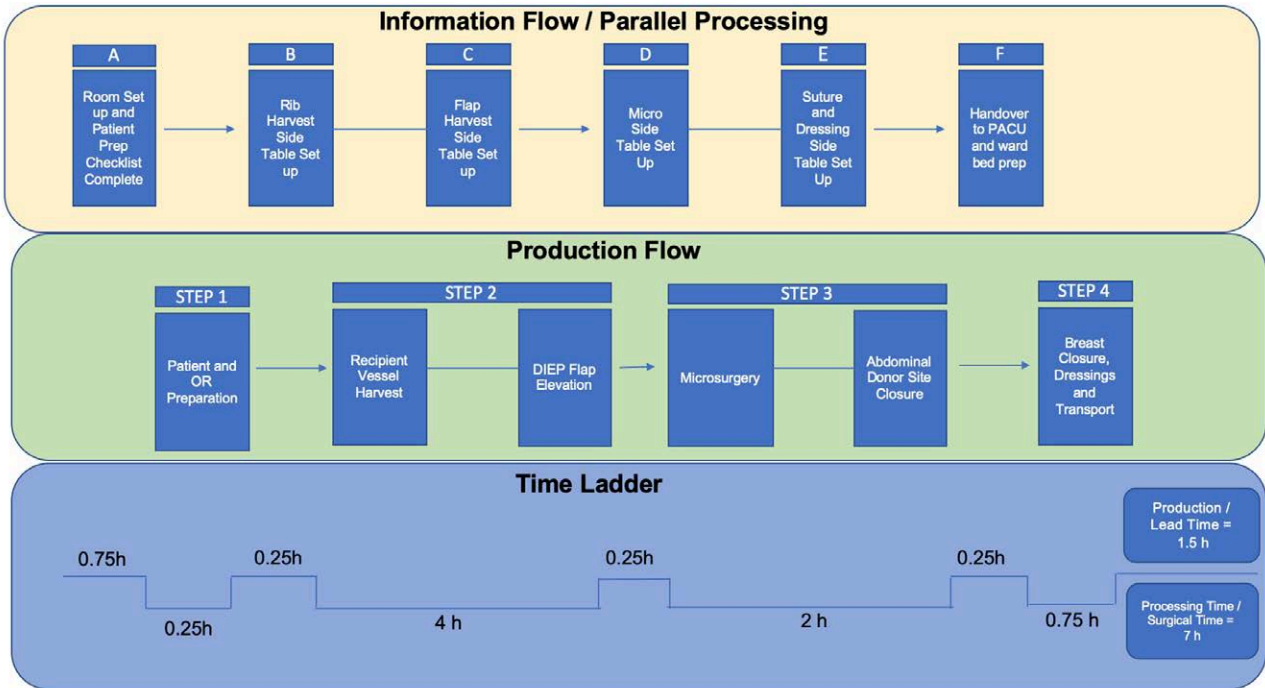 Information Flow / Parallel Processing
A
B
C
D
E
F
Room Set
up and
Patient
Prep
Checklist
Complete
Rib
Harvest
Side
Table Set
up
Flap
Harvest
Side
Table Set
up
Micro
Side
Table Set
Up
Suture
and
Dressing
Side
Table Set
Up
Handover
to PACU
and ward
bed prep
Production Flow
STEP 1
STEP 2
STEP 3
STEP 4
Patient and
OR
Preparation
Recipient
Vessel
Harvest
DIEP Flap
Elevation
Microsurgery
Abdominal
Donor Site
Closure
Breast
Closure,
Dressings
and
Transport
Time Ladder
Production /
Lead Time =
1.5 h
0.75h
0.25h
0.25h
0.25h
0.25h
4 h
2 h
0.75 h
Processing Time /
Surgical Time =
7 h